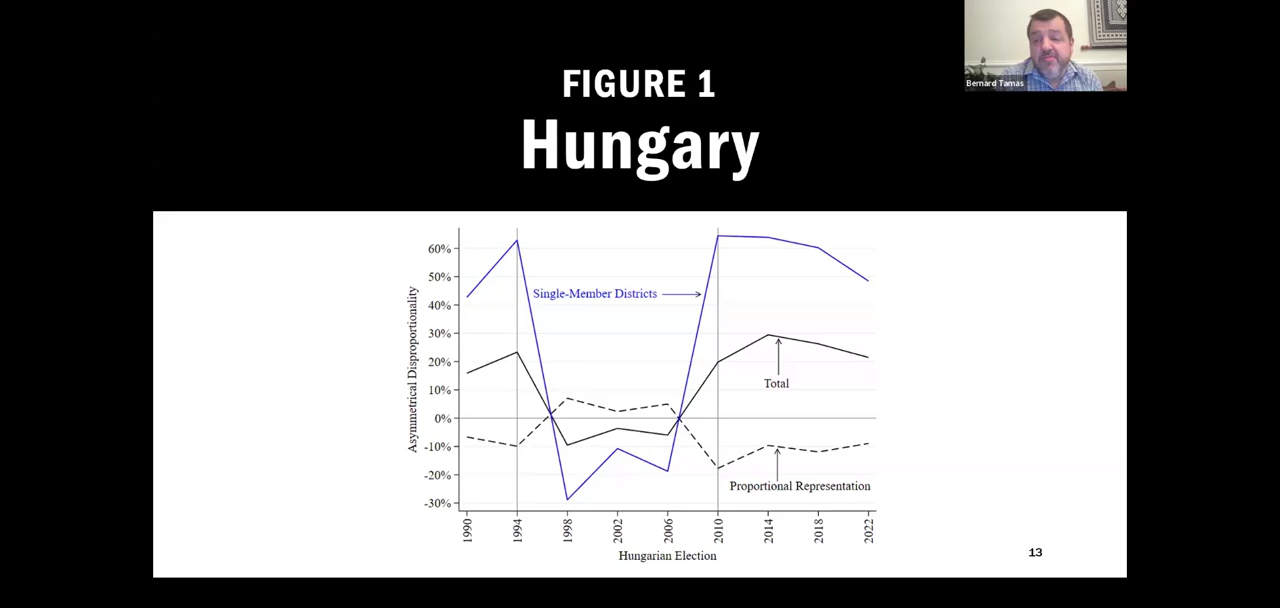 Bernard Tamas
FIGURE 1
Hungary
Asymmetrical Disproportionality
60%
50%
40%
30%
20%
10%
0%
-10%
-20%
-30%
Single-Member Districts
Total
Proportional Representation
1990
1994
1998
2002
2006
2010
2014
2018
2022
Hungarian Election
13